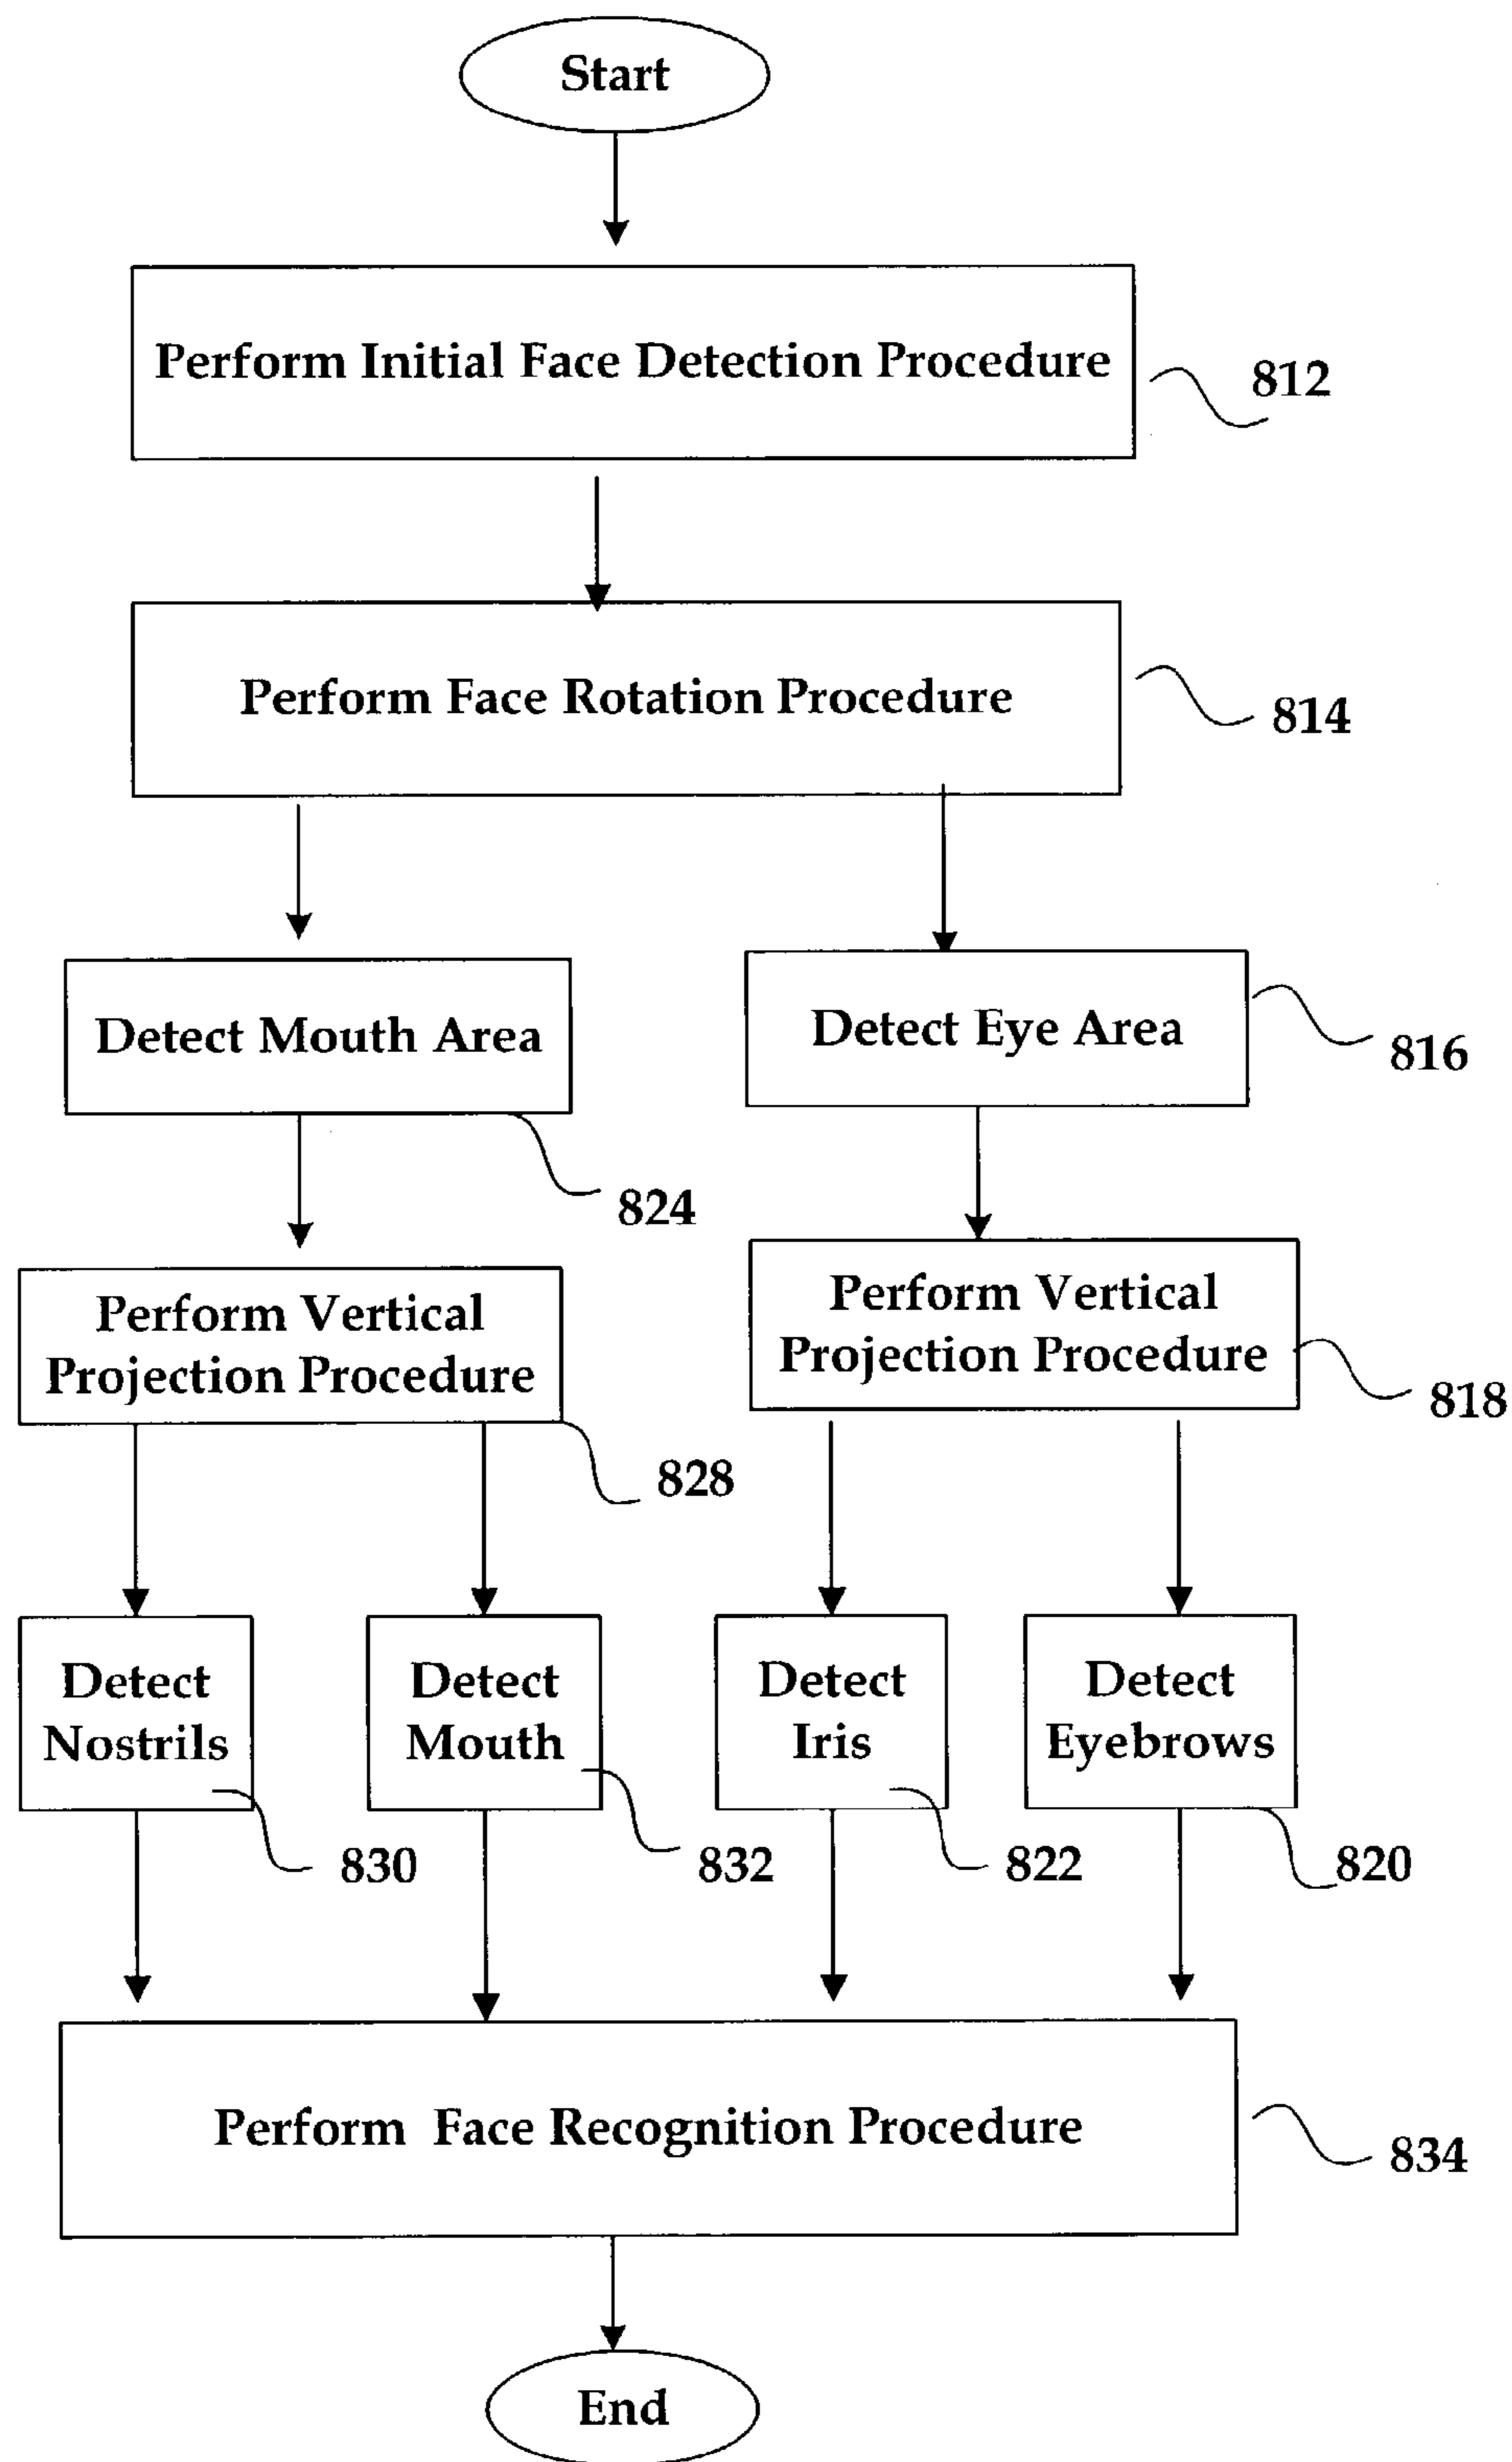 Start
Perform Initial Face Detection Procedure
812
Perform Face Rotation Procedure
814
Detect Mouth Area
824
Detect Eye Area
816
Perform Vertical
Projection Procedure
828
Perform Vertical
Projection Procedure
818
Detect
Nostrils
830
Detect
Mouth
832
Detect
Iris
822
Detect
Eyebrows
820
Perform Face Recognition Procedure
834
End